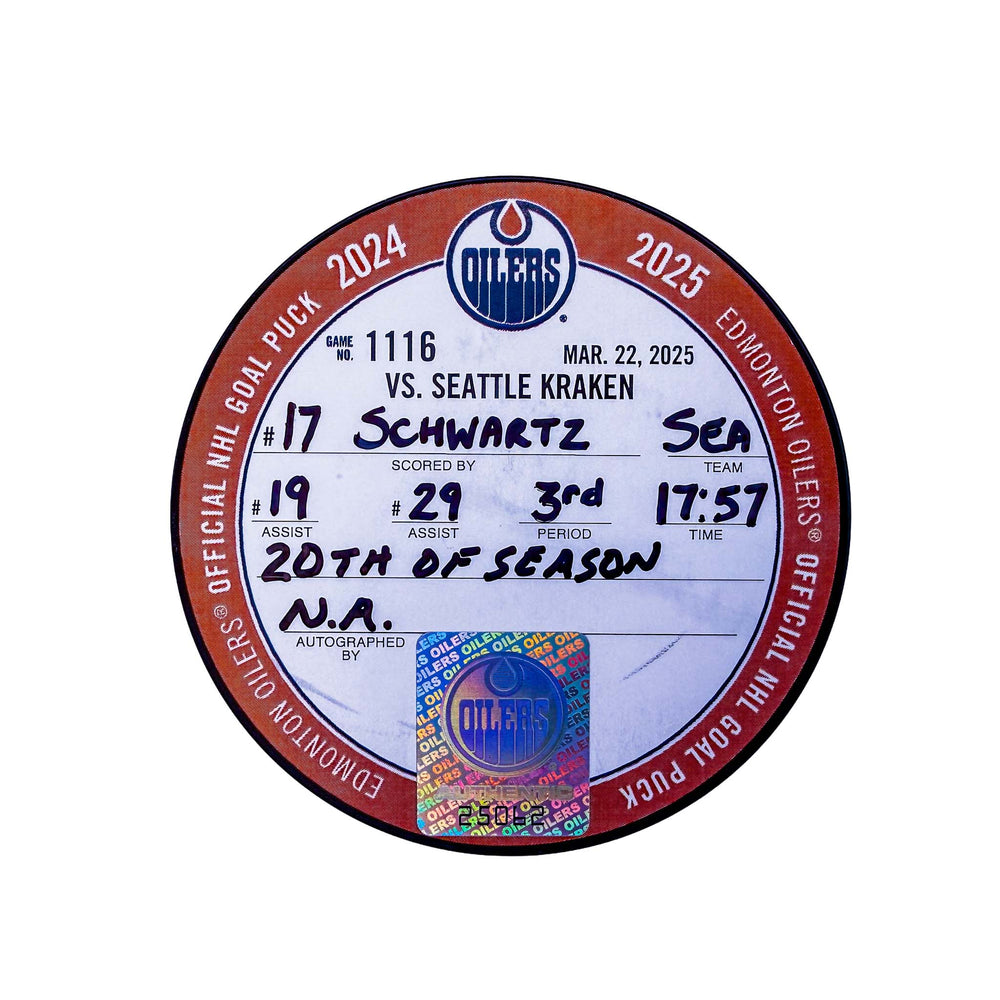 2024
2025
OILERS
EDMONTON OILERS® OFFICIAL NHL GOAL PUCK
EDMONTON OILERS® OFFICIAL NHL GOAL PUCK
GAME NO. 1116
MAR. 22, 2025
VS. SEATTLE KRAKEN
#17 SCHWARTZ SEA
SCORED BY TEAM
#19 #29 3rd 17:57
ASSIST ASSIST PERIOD TIME
20TH OF SEASON
N.A.
AUTOGRAPHED
BY
OILERS
AUTHENTIC
25062